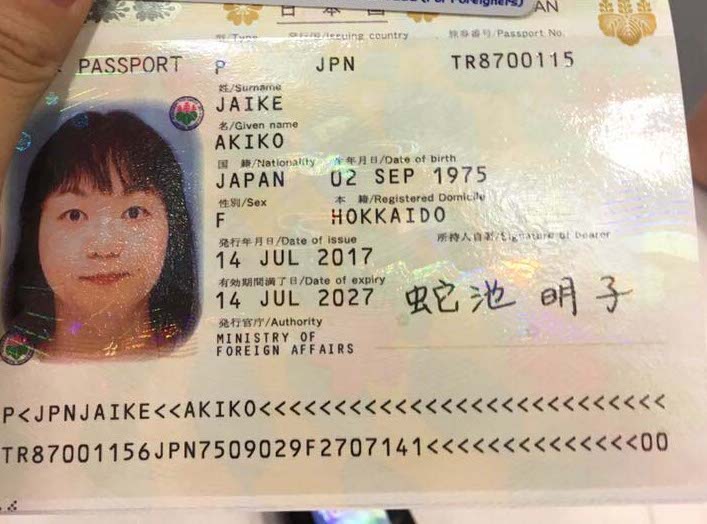 日本国
(For Foreigners)
AN
型/Type 発行国/Issuing country 旅券番号/Passport No.
PASSPORT P JPN TR8700115
姓/Surname
JAIKE
名/Given name
AKIKO
国 籍/Nationality 生年月日/Date of birth
JAPAN 02 SEP 1975
性別/Sex 本 籍/Registered Domicile
F HOKKAIDO
発行年月日/Date of issue 所持人自署/Signature of bearer
14 JUL 2017
有効期間満了日/Date of expiry
14 JUL 2027 蛇池 明子
発行官庁/Authority
MINISTRY OF
FOREIGN AFFAIRS
P<JPNJAIKE<<AKIKO<<<<<<<<<<<<<<<<<<<<<<<<<<<
TR87001156JPN7509029F2707141<<<<<<<<<<<<<<00